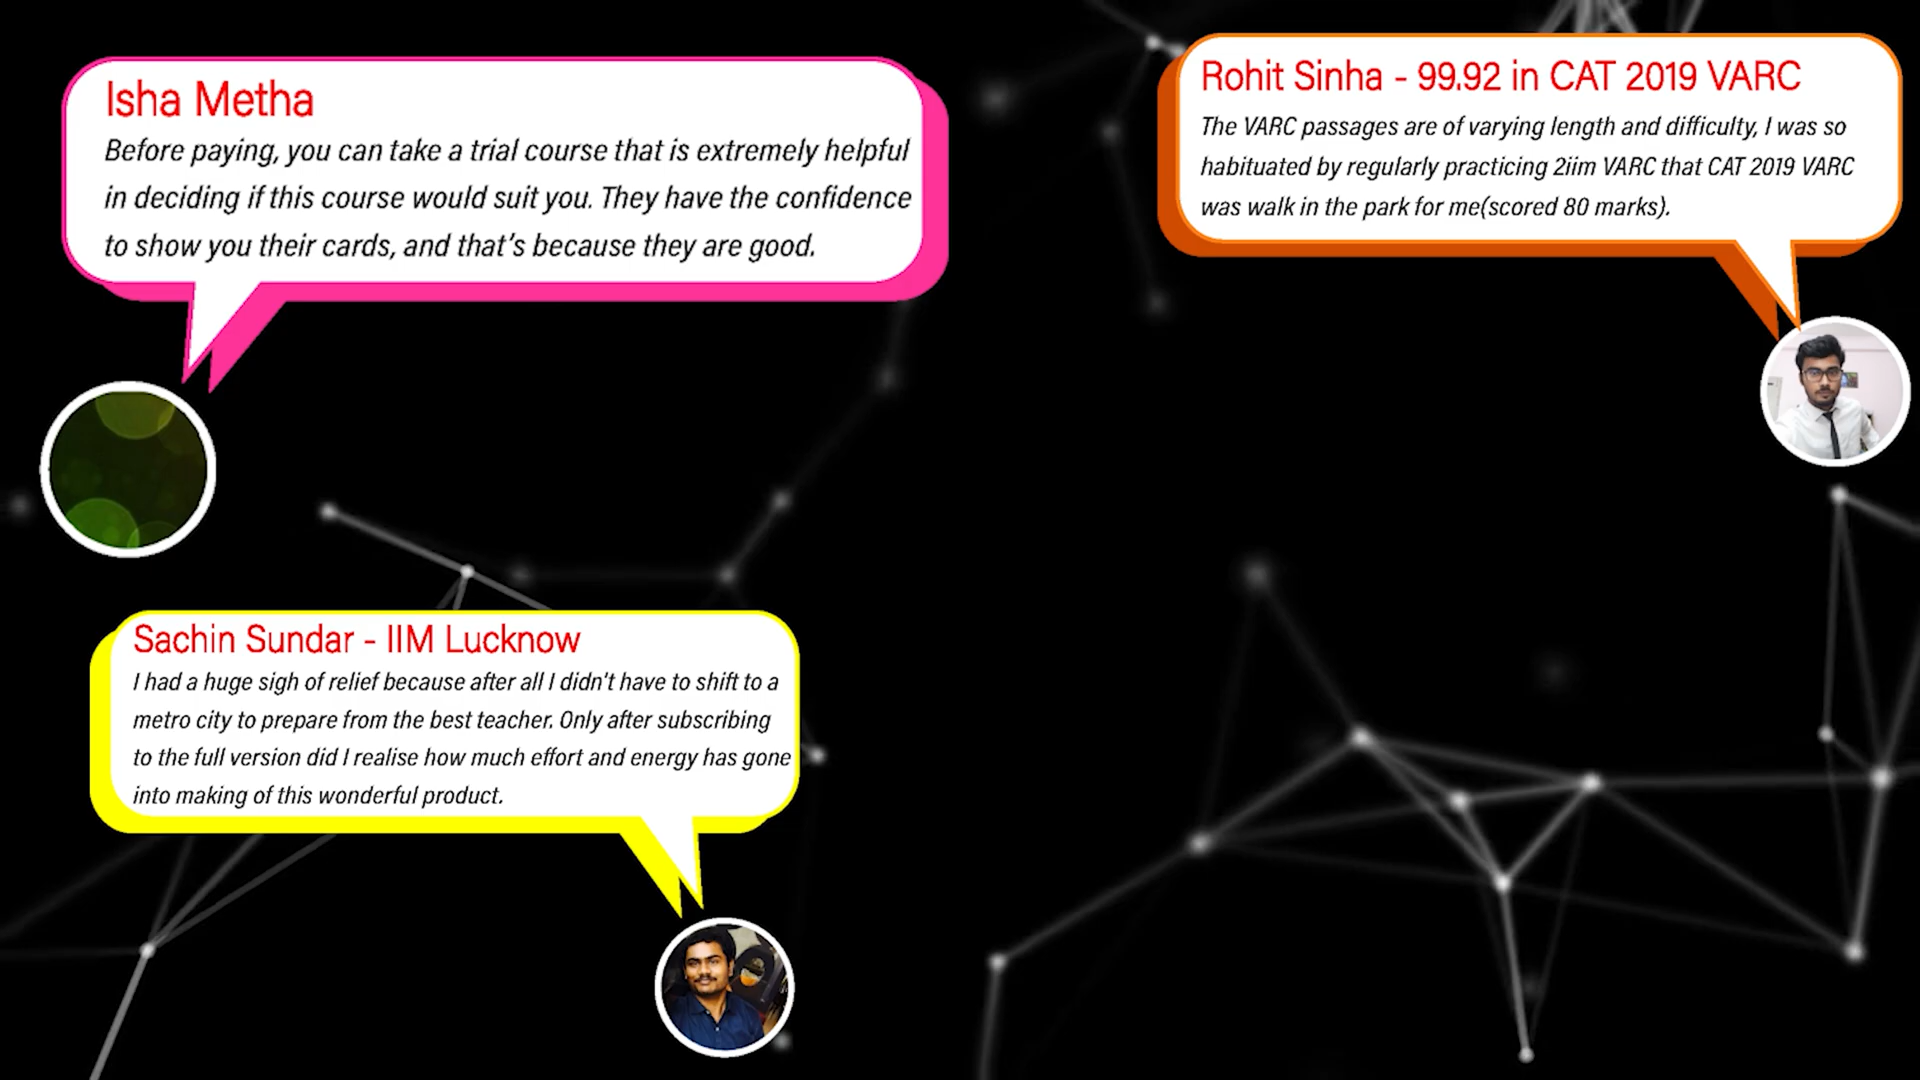 Isha Metha
Before paying, you can take a trial course that is extremely helpful
in deciding if this course would suit you. They have the confidence
to show you their cards, and that's because they are good.
Rohit Sinha - 99.92 in CAT 2019 VARC
The VARC passages are of varying length and difficulty, I was so
habituated by regularly practicing 2iim VARC that CAT 2019 VARC
was walk in the park for me(scored 80 marks).
Sachin Sundar - IIM Lucknow
I had a huge sigh of relief because after all I didn't have to shift to a
metro city to prepare from the best teacher. Only after subscribing
to the full version did I realise how much effort and energy has gone
into making of this wonderful product.